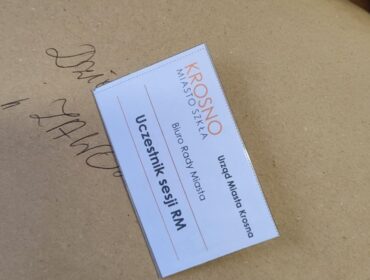 KROSNO
MIASTO SZKŁA
Urząd Miasta Krosna
Biuro Rady Miasta
Uczestnik sesji RM